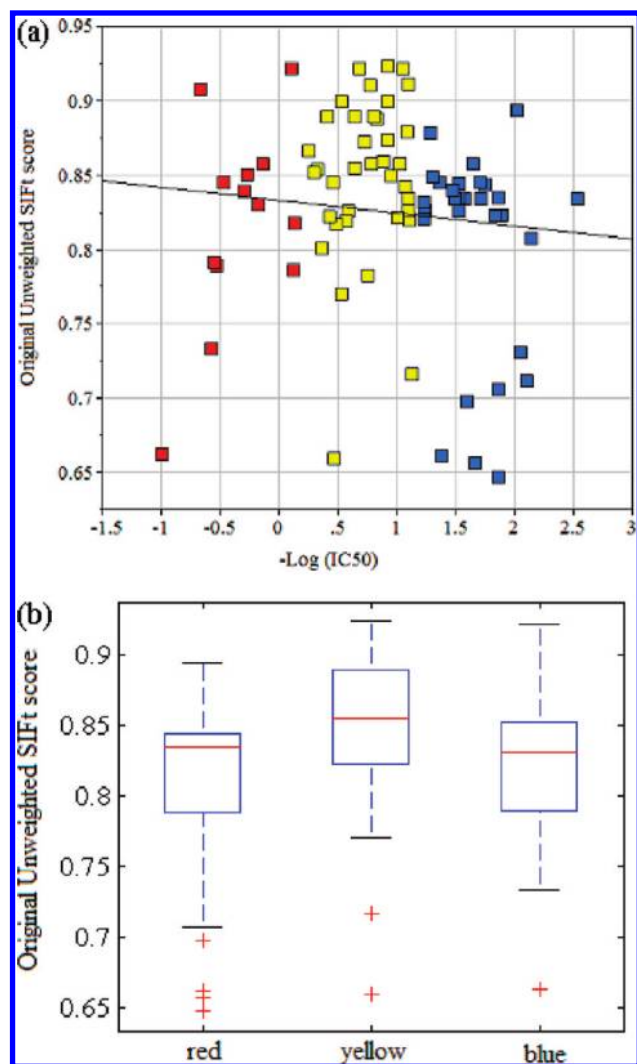 (a)
Original Unweighted SIFt score
0.95
0.9
0.85
0.8
0.75
0.7
0.65
-1.5 -1 -0.5 0 .5 1 1.5 2 2.5 3
-Log (IC50)
(b)
Original Unweighted SIFt score
0.9
0.85
0.8
0.75
0.7
0.65
red yellow blue